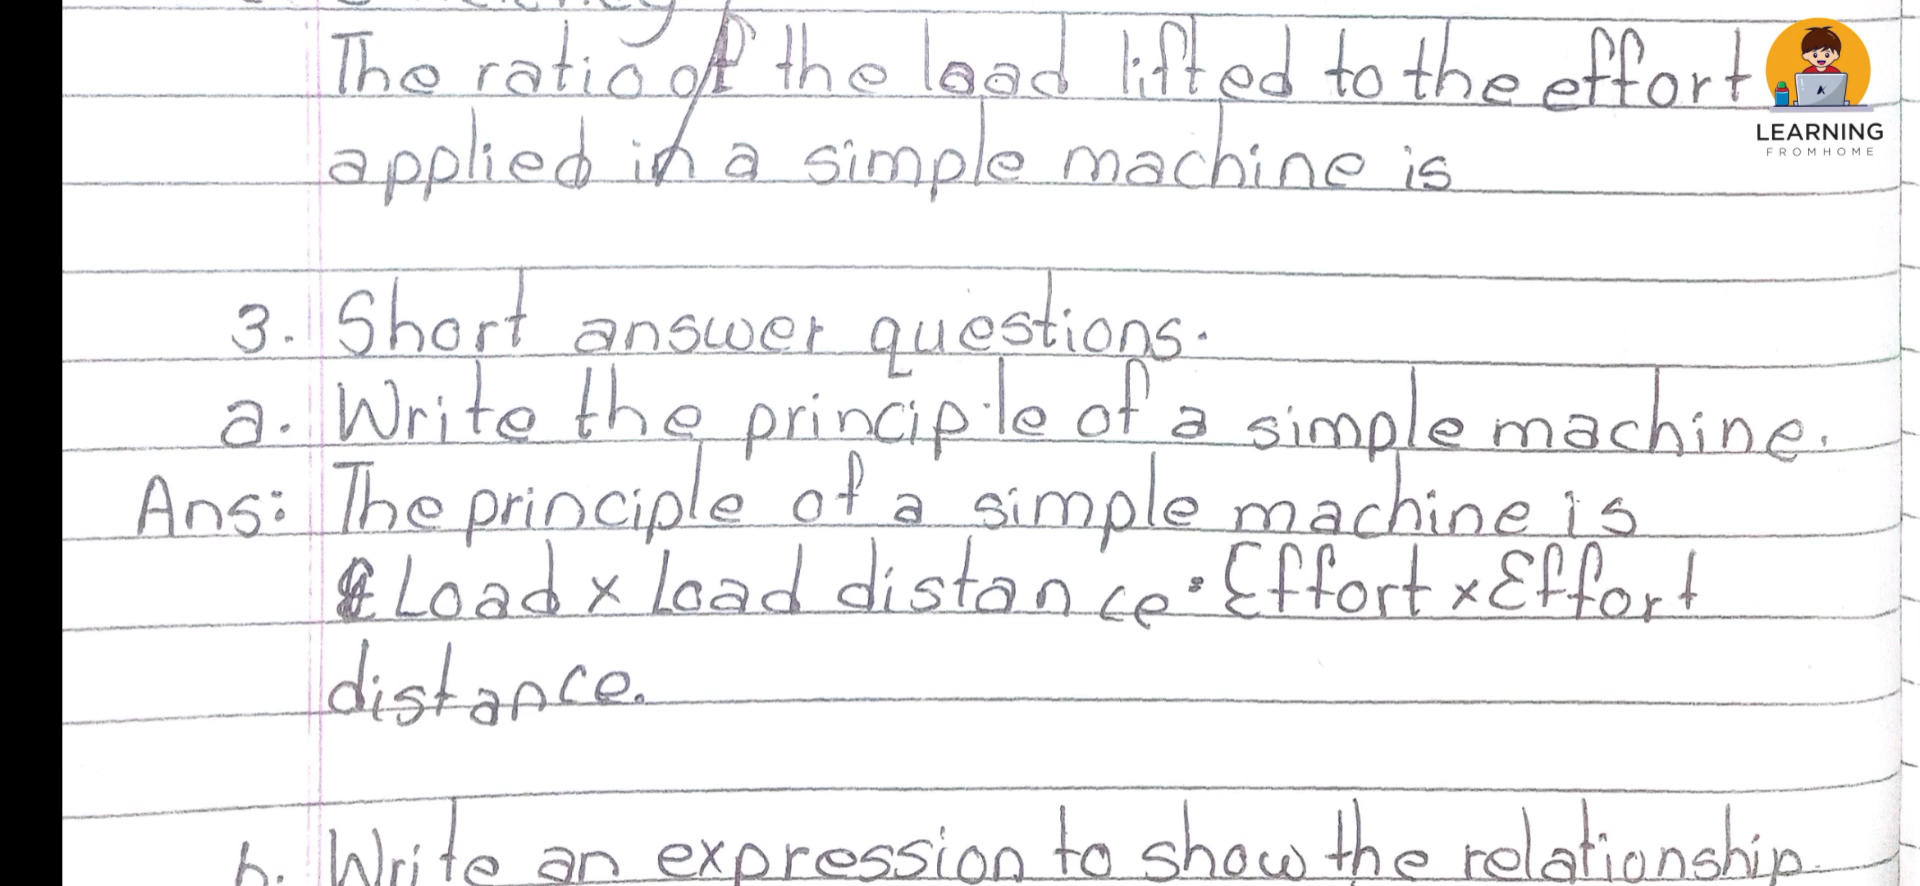 The ratio of the load lifted to the effort
applied in a simple machine is
LEARNING
FROMHOME
3. Short answer questions.
a. Write the principle of a simple machine.
Ans: The principle of a simple machine is
Load x load distance = Effort x Effort
distance.
b. Write an expression to show the relationship